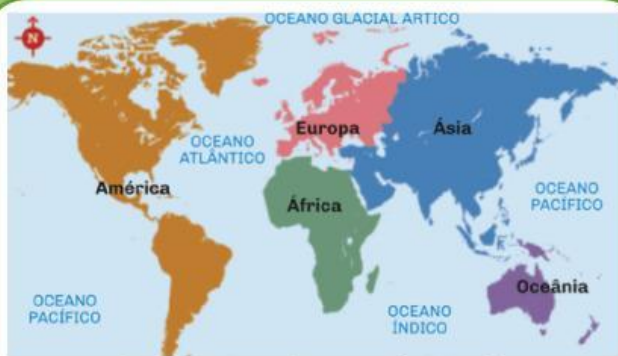 OCEANO GLACIAL ARTICO
N
Europa
Ásia
OCEANO
ATLÂNTICO
América
África
OCEANO
PACÍFICO
Oceânia
OCEANO
PACÍFICO
OCEANO
ÍNDICO